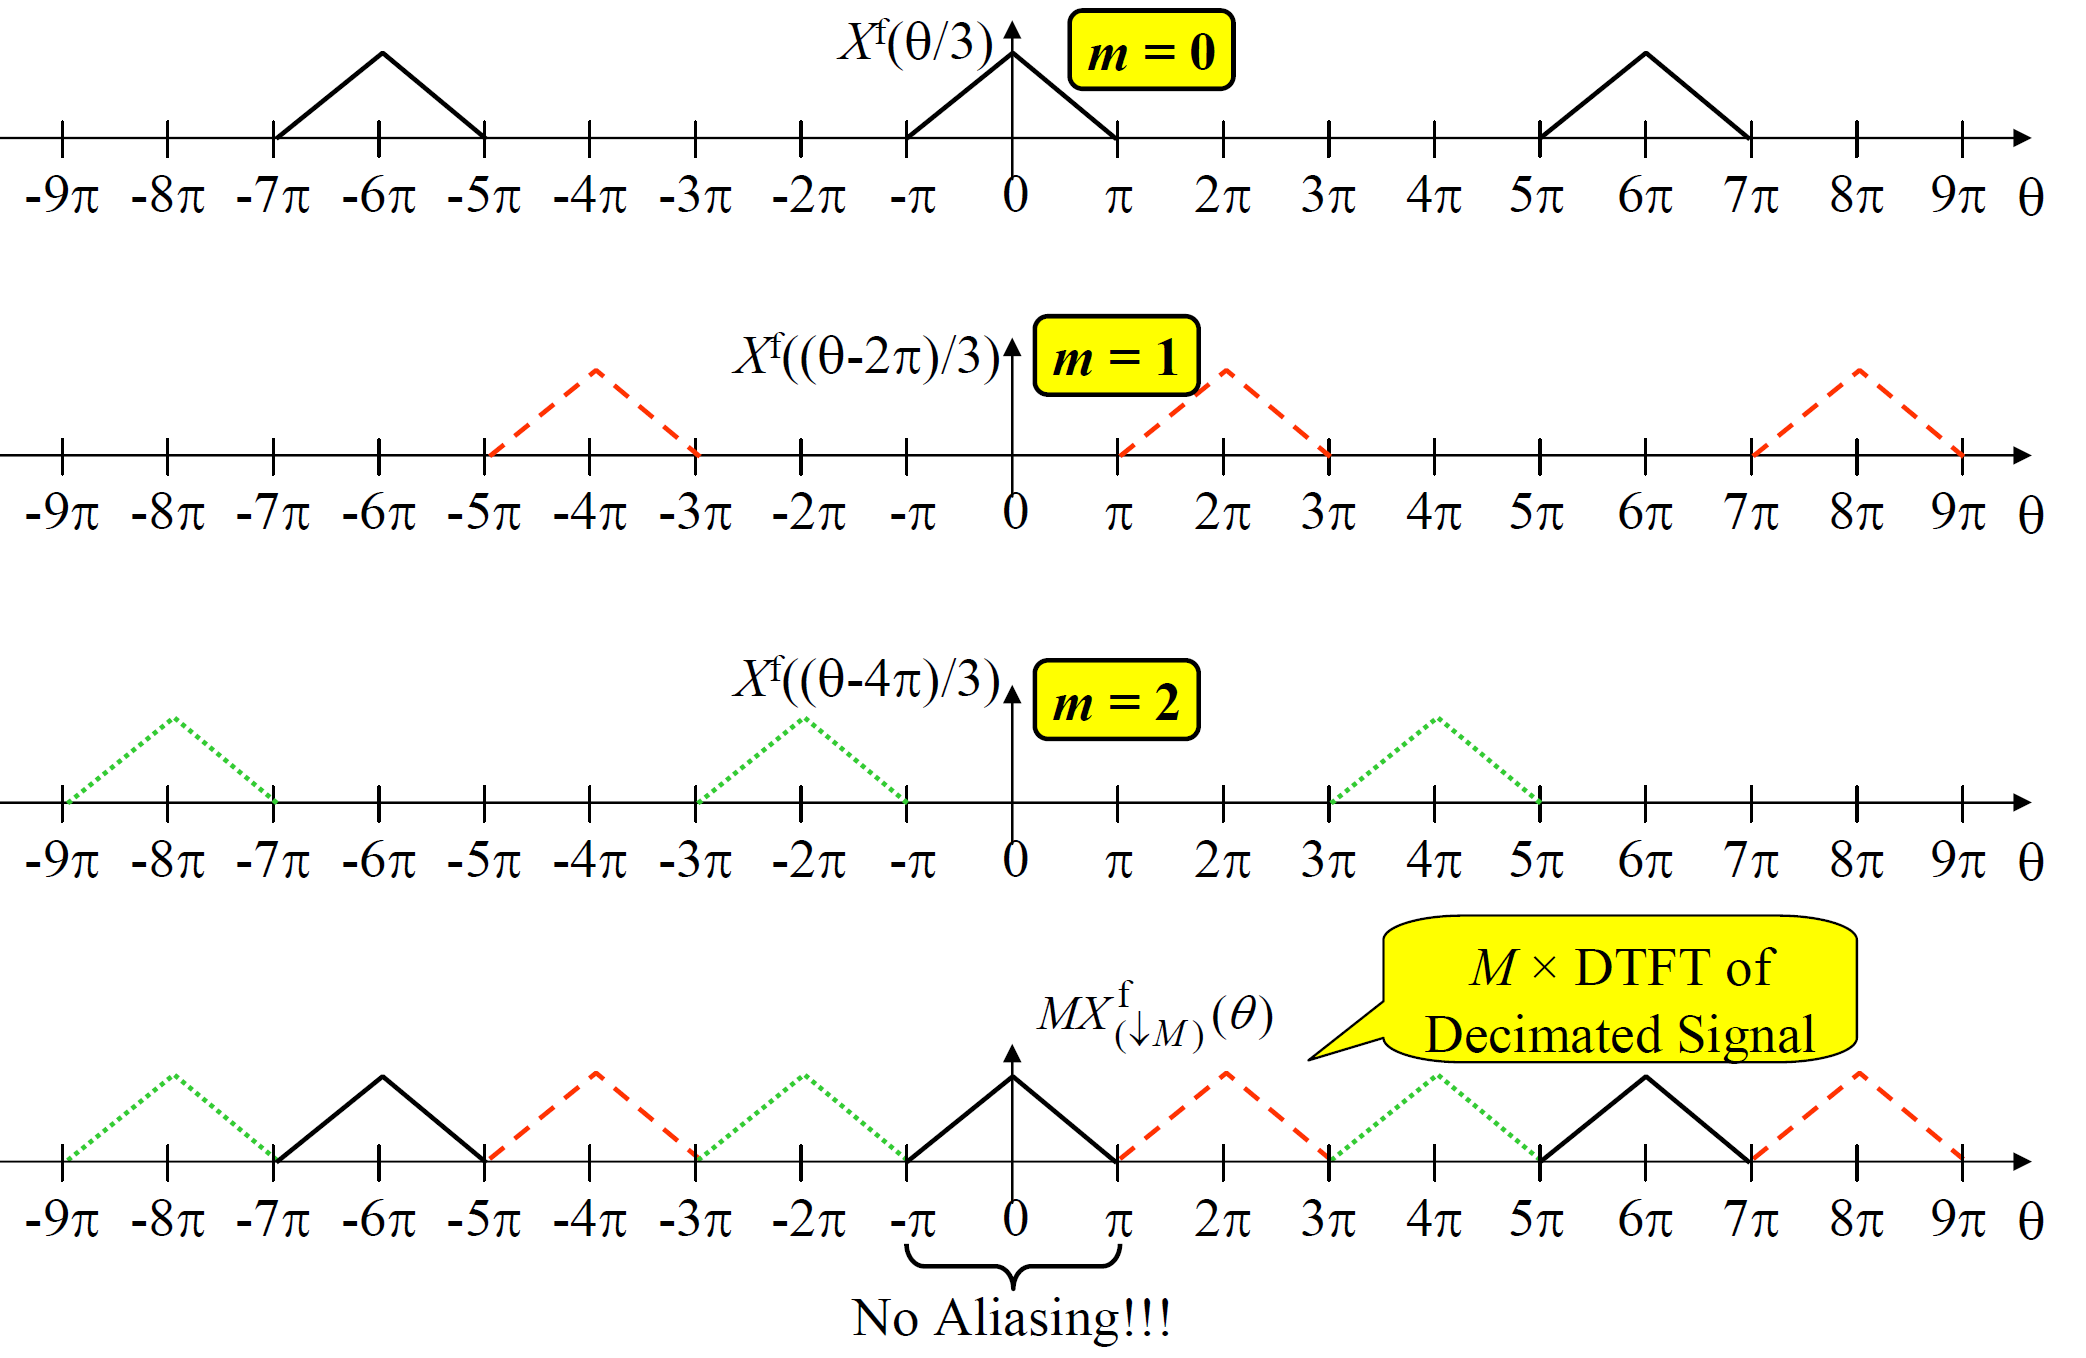 Xᶠ(θ/3)
m = 0
-9π -8π -7π -6π -5π -4π -3π -2π -π 0 π 2π 3π 4π 5π 6π 7π 8π 9π θ
Xᶠ((θ-2π)/3)
m = 1
-9π -8π -7π -6π -5π -4π -3π -2π -π 0 π 2π 3π 4π 5π 6π 7π 8π 9π θ
Xᶠ((θ-4π)/3)
m = 2
-9π -8π -7π -6π -5π -4π -3π -2π -π 0 π 2π 3π 4π 5π 6π 7π 8π 9π θ
M × DTFT of
Decimated Signal
MXᶠ(↓M)(θ)
-9π -8π -7π -6π -5π -4π -3π -2π -π 0 π 2π 3π 4π 5π 6π 7π 8π 9π θ
No Aliasing!!!